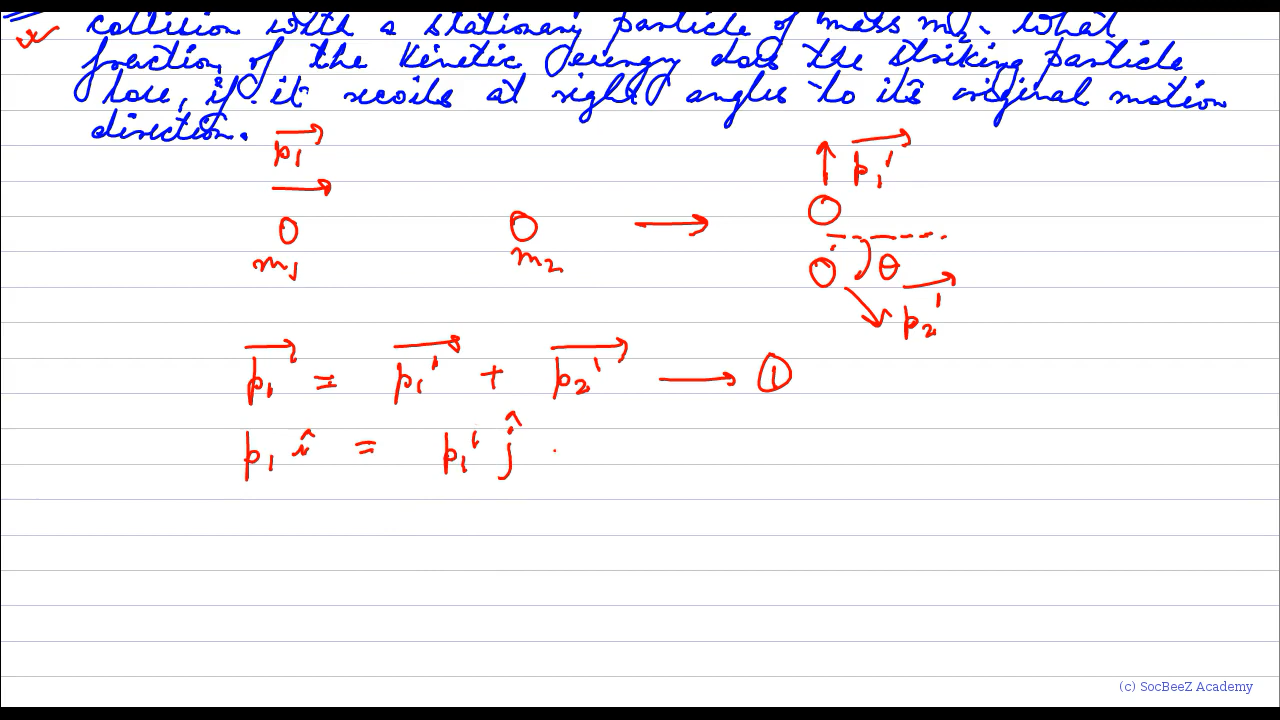 collision with a stationary particle of mass m₂. What
fraction of the kinetic energy does the striking particle
lose, if it recoils at right angles to its original motion
direction.
p₁⃗
p₁'⃗
m₁
m₂
θ
p₂'⃗
p₁⃗ = p₁'⃗ + p₂'⃗ ⟶ ①
p₁ î = p₁' ĵ
(c) SocBeeZ Academy